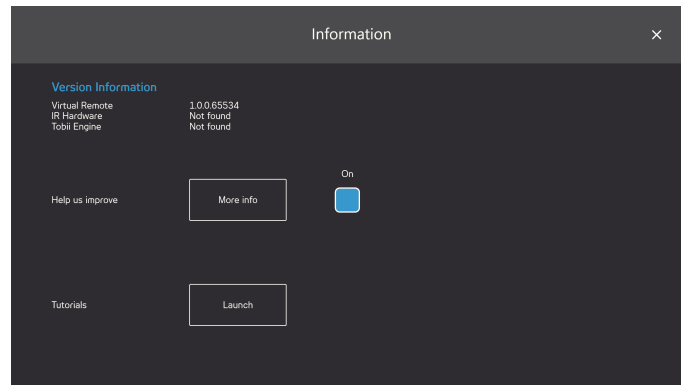 Information
Version Information
Virtual Remote 1.0.0.65534
IR Hardware Not found
Tobii Engine Not found
On
Help us improve More info
Tutorials Launch